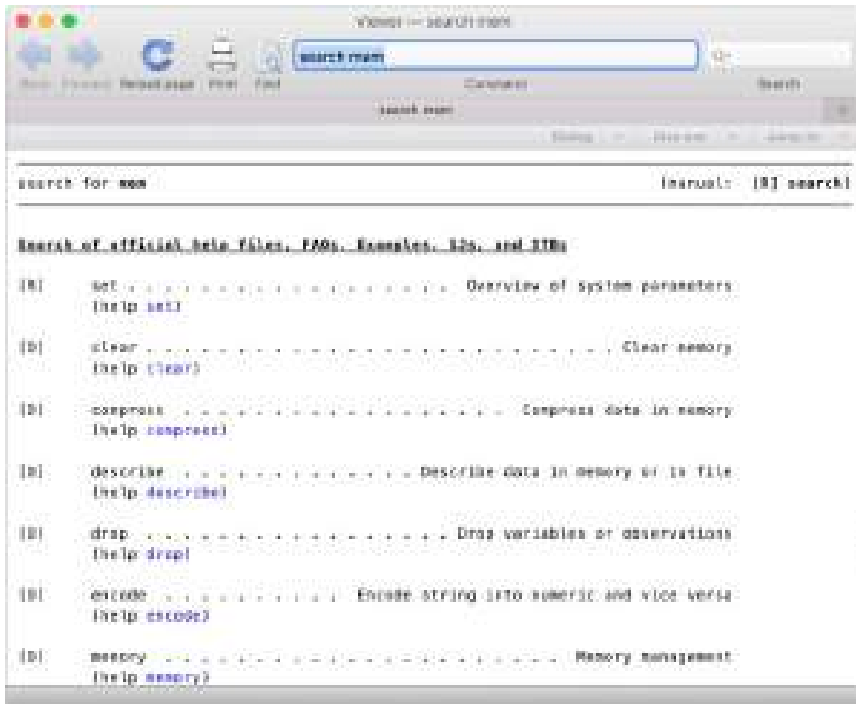 Viewer — search mem
Back Forward Reload page Print Find
search mem
Command
Search
search mem
Dialog Also see Jump to
search for mem (manual: [R] search)
Search of official help files, FAQs, Examples, SJs, and STBs
[R] set . . . . . . . . . . . . . . . . . . Overview of system parameters
(help set)
[D] clear . . . . . . . . . . . . . . . . . . . . . . . . . . Clear memory
(help clear)
[D] compress . . . . . . . . . . . . . . . . . . Compress data in memory
(help compress)
[D] describe . . . . . . . . . . . . . . Describe data in memory or in file
(help describe)
[D] drop . . . . . . . . . . . . . . . . . Drop variables or observations
(help drop)
[D] encode . . . . . . . . . . Encode string into numeric and vice versa
(help encode)
[D] memory . . . . . . . . . . . . . . . . . . . . . . Memory management
(help memory)